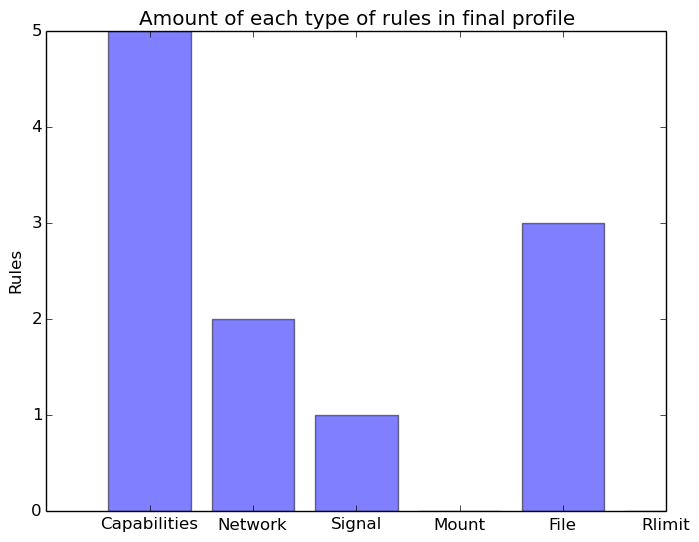 Amount of each type of rules in final profile
5
4
3
2
1
0
Rules
Capabilities Network Signal Mount File Rlimit